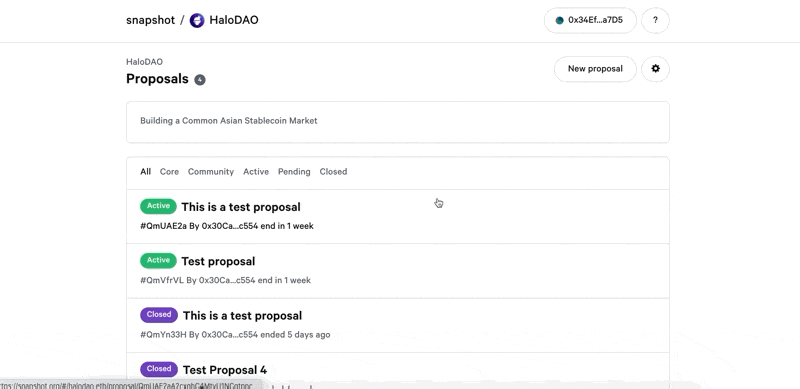 snapshot / HaloDAO
0x34Ef...a7D5
?
HaloDAO
Proposals 4
New proposal
Building a Common Asian Stablecoin Market
All Core Community Active Pending Closed
Active This is a test proposal
#QmUAE2a By 0x30Ca...c554 end in 1 week
Active Test proposal
#QmVfrVL By 0x30Ca...c554 end in 1 week
Closed This is a test proposal
#QmYn33H By 0x30Ca...c554 ended 5 days ago
Closed Test Proposal 4